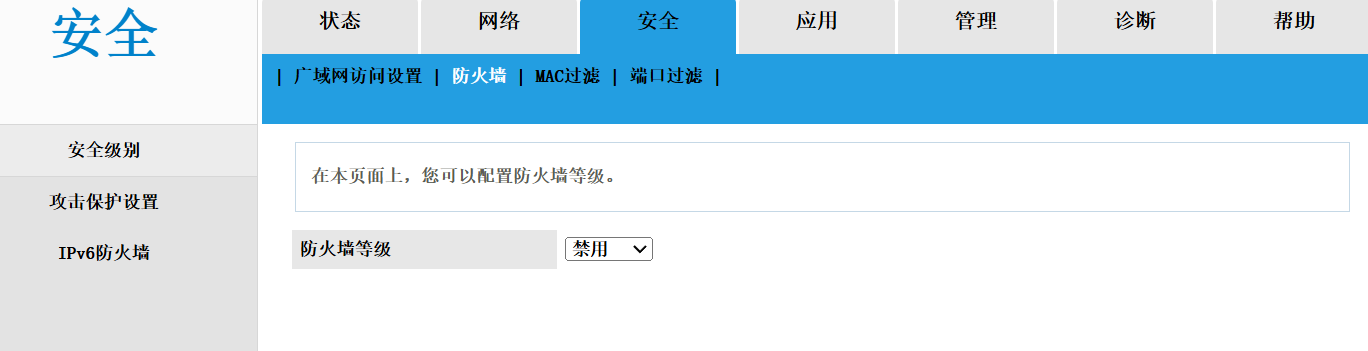 安全
状态 网络 安全 应用 管理 诊断 帮助
| 广域网访问设置 | 防火墙 | MAC过滤 | 端口过滤 |
安全级别
攻击保护设置
IPv6防火墙
在本页面上，您可以配置防火墙等级。
防火墙等级 禁用